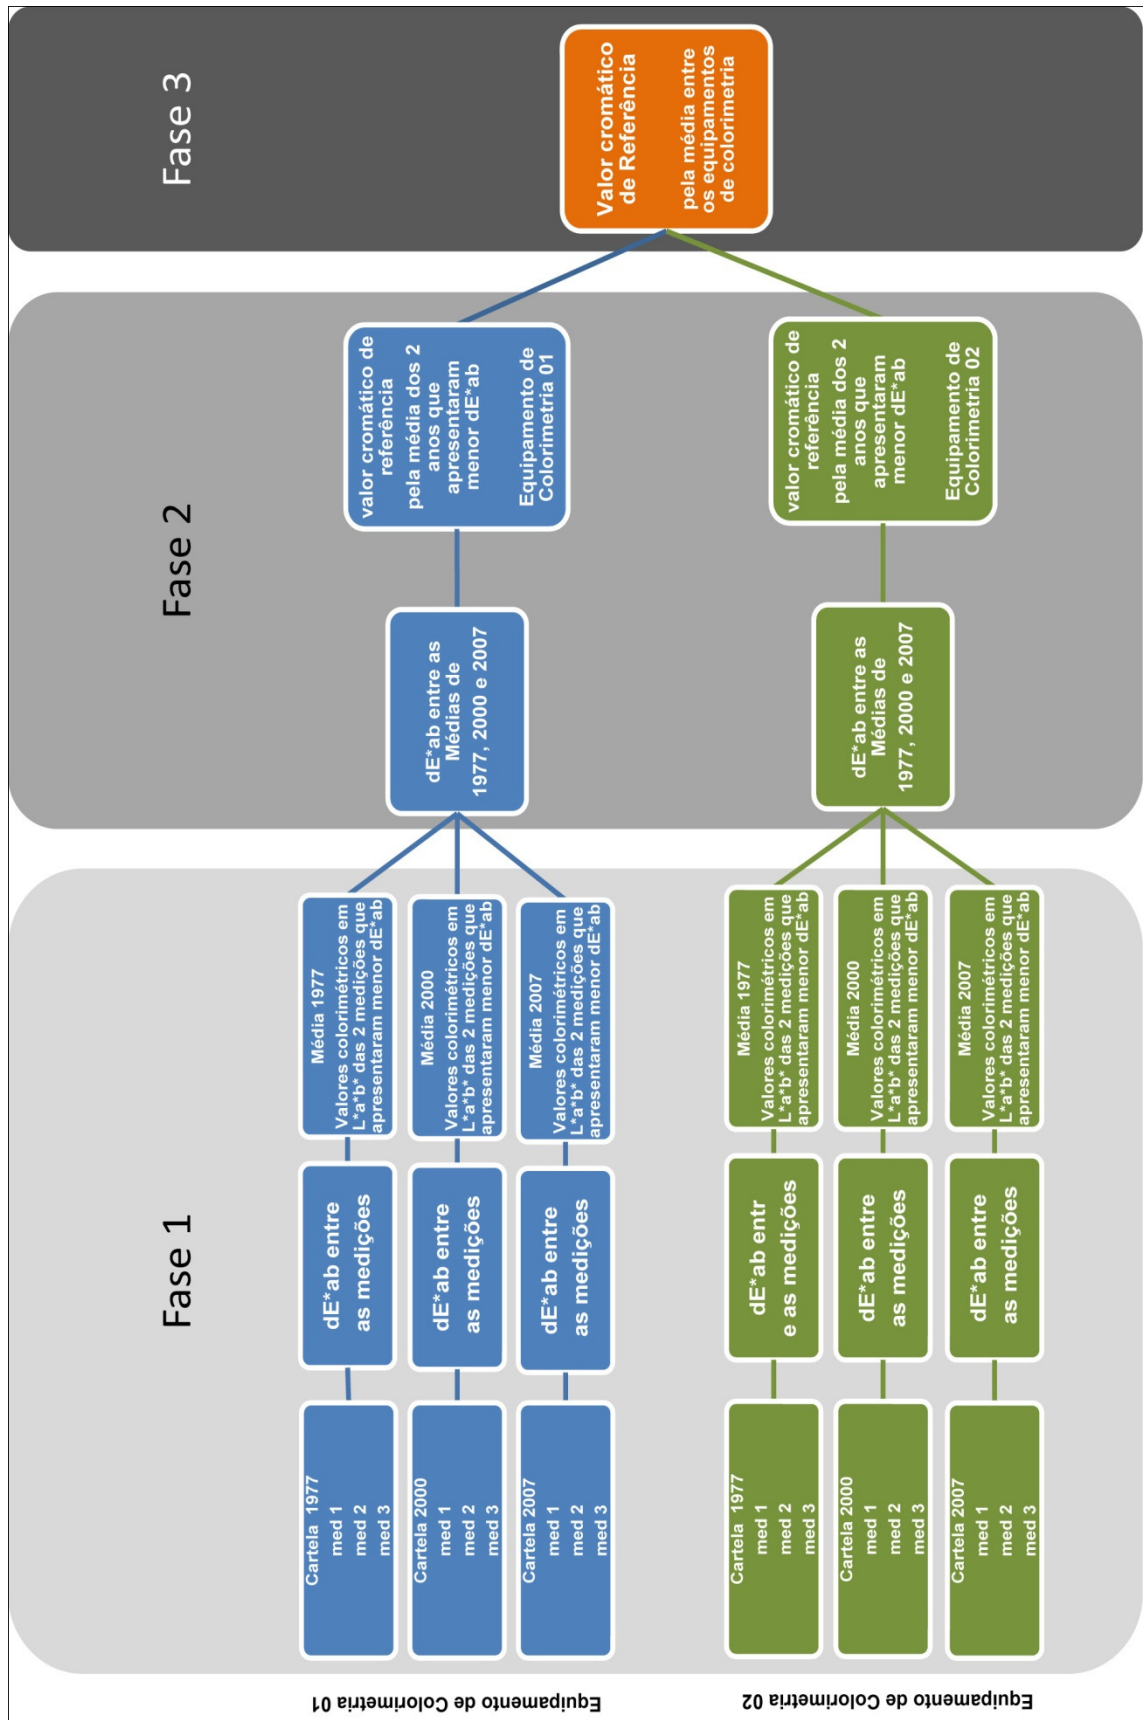 Fase 1
Fase 2
Fase 3
Equipamento de Colorimetria 01
Cartela 1977
med 1
med 2
med 3
dE*ab entre
as medições
Média 1977
Valores colorimétricos em
L*a*b* das 2 medições que
apresentaram menor dE*ab
Cartela 2000
med 1
med 2
med 3
dE*ab entre
as medições
Média 2000
Valores colorimétricos em
L*a*b* das 2 medições que
apresentaram menor dE*ab
Cartela 2007
med 1
med 2
med 3
dE*ab entre
as medições
Média 2007
Valores colorimétricos em
L*a*b* das 2 medições que
apresentaram menor dE*ab
dE*ab entre as
Médias de
1977, 2000 e 2007
valor cromático de
referência
pela média dos 2
anos que
apresentaram
menor dE*ab
Equipamento de
Colorimetria 01
Equipamento de Colorimetria 02
Cartela 1977
med 1
med 2
med 3
dE*ab entr
e as medições
Média 1977
Valores colorimétricos em
L*a*b* das 2 medições que
apresentaram menor dE*ab
Cartela 2000
med 1
med 2
med 3
dE*ab entre
as medições
Média 2000
Valores colorimétricos em
L*a*b* das 2 medições que
apresentaram menor dE*ab
Cartela 2007
med 1
med 2
med 3
dE*ab entre
as medições
Média 2007
Valores colorimétricos em
L*a*b* das 2 medições que
apresentaram menor dE*ab
dE*ab entre as
Médias de
1977, 2000 e 2007
valor cromático de
referência
pela média dos 2
anos que
apresentaram
menor dE*ab
Equipamento de
Colorimetria 02
Valor cromático
de Referência
pela média entre
os equipamentos
de colorimetria